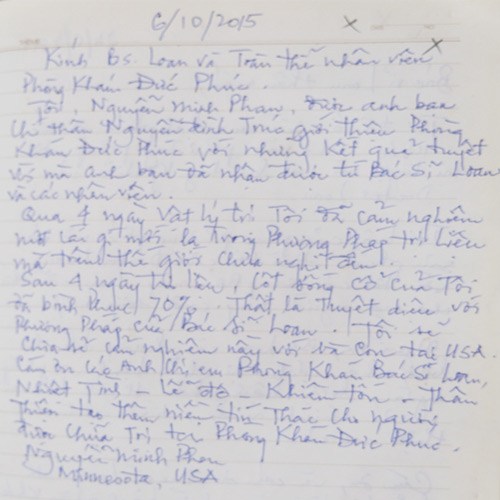 6/10/2015
Kính Bs. Loan và Toàn thể nhân viên
Phòng Khám Đức Phúc.
Tôi, Nguyễn Minh Phan, được anh bạn
chí thân Nguyễn Đình Trúc giới thiệu Phòng
Khám Đức Phúc với những kết quả tuyệt
vời mà anh bạn đã nhận được từ Bác Sĩ Loan
và các nhân viên.
Qua 4 ngày Vật lý trị Tôi đã cảm nghiệm
một cái gì mới lạ trong Phương Pháp trị liệu
mà trên thế giới chưa nghĩ đến.
Sau 4 ngày trị liệu, cột sống cổ của Tôi
đã bình phục 70%. Thật là tuyệt diệu với
Phương Pháp của Bác Sĩ Loan. Tôi sẽ
Chia sẻ cảm nghiệm này với bà con tại USA.
Cảm ơn các Anh Chị em Phòng Khám Bác Sĩ Loan,
Nhiệt Tình - Lễ độ - Khiêm tốn - Thân
Thiện tạo thêm niềm tín Thác cho người
được Chữa Trị tại Phòng Khám Đức Phúc.
Nguyễn Minh Phan
Minnesota, USA